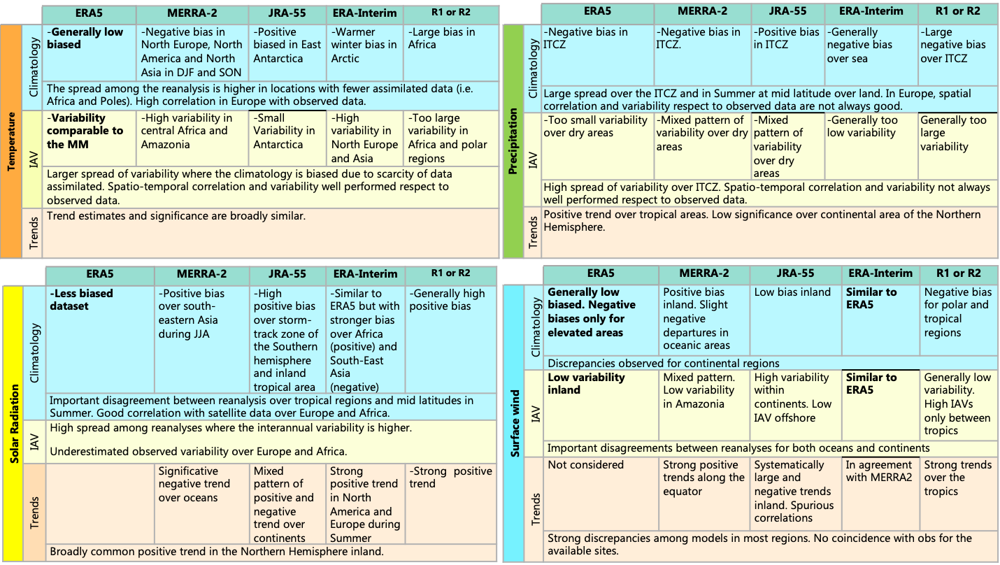 ERA5
MERRA-2
JRA-55
ERA-Interim
R1 or R2
Temperature
Climatology
-Generally low
biased
-Negative bias in
North Europe, North
America and North
Asia in DJF and SON
-Positive
biased in East
Antarctica
-Warmer
winter bias in
Arctic
-Large bias in
Africa
The spread among the reanalysis is higher in locations with fewer assimilated data (i.e.
Africa and Poles). High correlation in Europe with observed data.
IAV
-Variability
comparable to
the MM
-High variability in
central Africa and
Amazonia
-Small
Variability in
Antarctica
-High
variability in
North Europe
and Asia
-Too large
variability in
Africa and polar
regions
Larger spread of variability where the climatology is biased due to scarcity of data
assimilated. Spatio-temporal correlation and variability well performed respect to
observed data.
Trends
Trend estimates and significance are broadly similar.
ERA5
MERRA-2
JRA-55
ERA-Interim
R1 or R2
Precipitation
Climatology
-Negative bias in
ITCZ
-Negative bias in
ITCZ.
-Positive bias
in ITCZ
-Generally
negative bias
over sea
-Large
negative bias
over ITCZ
Large spread over the ITCZ and in Summer at mid latitude over land. In Europe, spatial
correlation and variability respect to observed data are not always good.
IAV
-Too small variability
over dry areas
-Mixed pattern of
variability over dry
areas
-Mixed
pattern of
variability
over dry
areas
-Generally too
low variability
Generally too
large
variability
High spread of variability over ITCZ. Spatio-temporal correlation and variability not always
well performed respect to observed data.
Trends
Positive trend over tropical areas. Low significance over continental area of the Northern
Hemisphere.
ERA5
MERRA-2
JRA-55
ERA-Interim
R1 or R2
Solar Radiation
Climatology
-Less biased
dataset
-Positive bias
over south-
eastern Asia
during JJA
-High
positive bias
over storm-
track zone of
the Southern
hemisphere
and inland
tropical area
-Similar to
ERA5 but with
stronger bias
over Africa
(positive) and
South-East
Asia
(negative)
-Generally high
positive bias
Important disagreement between reanalysis over tropical regions and mid latitudes in
Summer. Good correlation with satellite data over Europe and Africa.
IAV
High spread among reanalyses where the interannual variability is higher.
Underestimated observed variability over Europe and Africa.
Trends
Significative
negative trend
over oceans
Mixed
pattern of
positive and
negative
trend over
continents
Strong
positive trend
in North
America and
Europe during
Summer
-Strong positive
trend
Broadly common positive trend in the Northern Hemisphere inland.
ERA5
MERRA-2
JRA-55
ERA-Interim
R1 or R2
Surface wind
Climatology
Generally low
biased. Negative
biases only for
elevated areas
Positive bias
inland. Slight
negative
departures in
oceanic areas
Low bias inland
Similar to
ERA5
Negative bias
for polar and
tropical
regions
Discrepancies observed for continental regions
IAV
Low variability
inland
Mixed pattern.
Low variability
in Amazonia
High variability
within
continents. Low
IAV offshore
Similar to
ERA5
Generally low
variability.
High IAVs
only between
tropics
Important disagreements between reanalyses for both oceans and continents
Trends
Not considered
Strong positive
trends along the
equator
Systematically
large and
negative trends
inland. Spurious
correlations
In agreement
with MERRA2
Strong trends
over the
tropics
Strong discrepancies among models in most regions. No coincidence with obs for the
available sites.